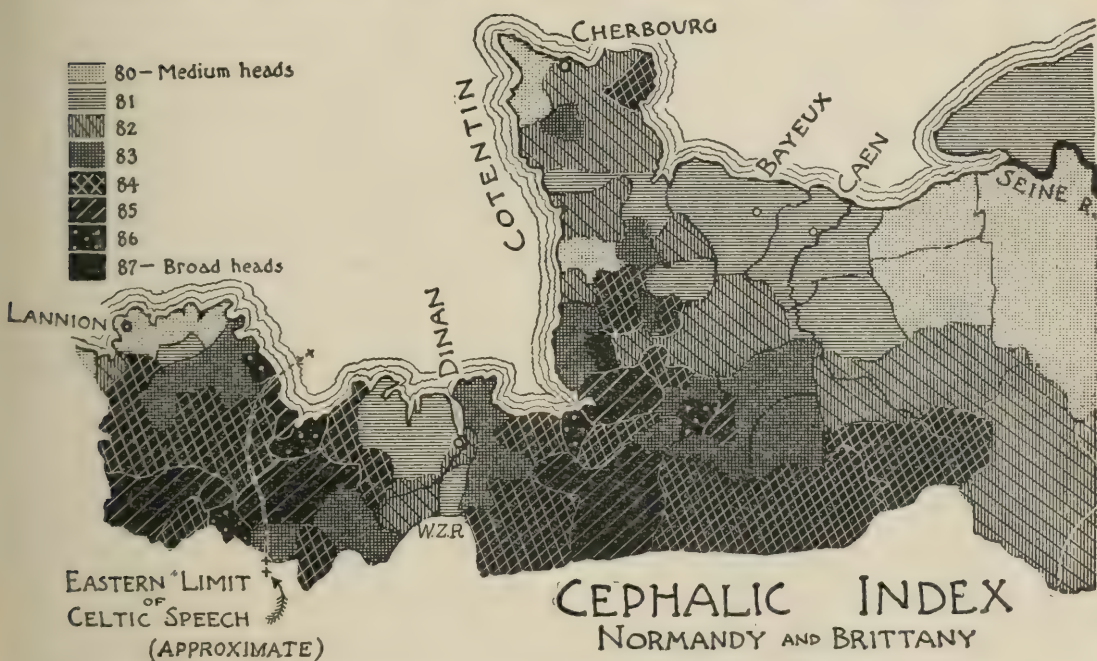 CHERBOURG
80 — Medium heads
81
82
83
84
85
86
87 — Broad heads
COTENTIN
BAYEUX
CAEN
SEINE R.
LANNION
DINAN
W.Z.R.
EASTERN LIMIT
OF
CELTIC SPEECH
(APPROXIMATE)
CEPHALIC INDEX
NORMANDY AND BRITTANY